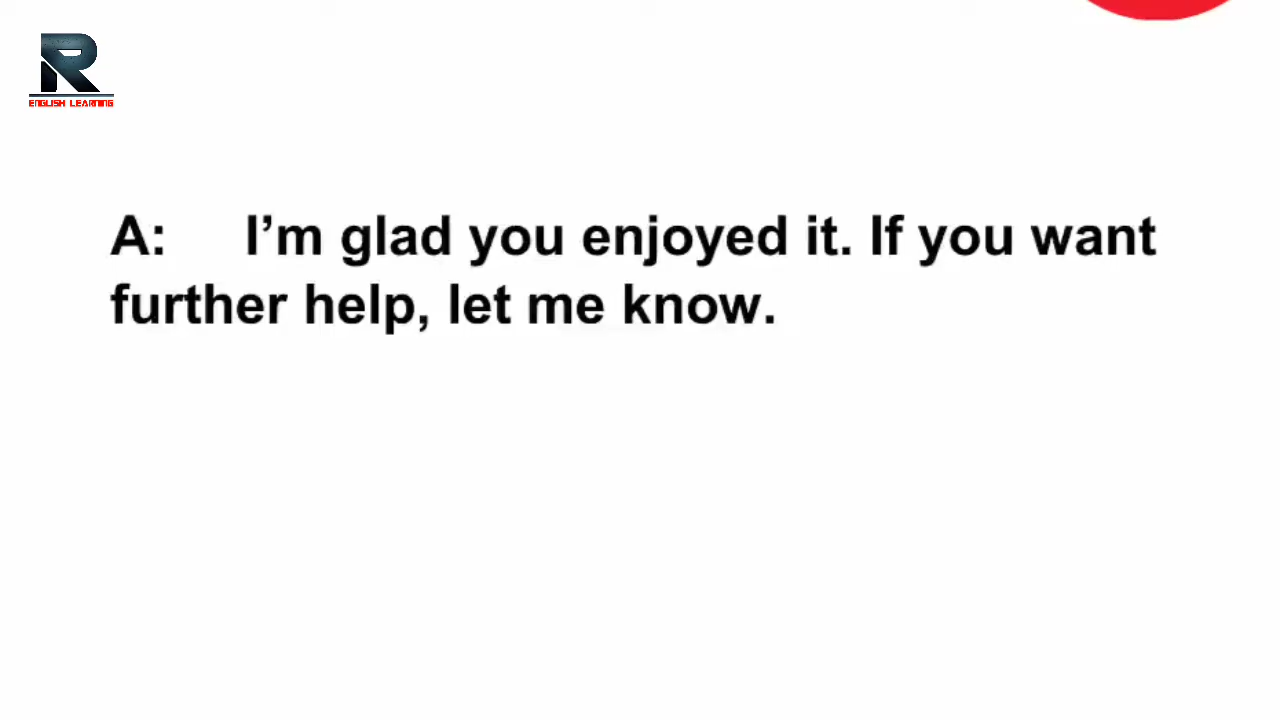 R
ENGLISH LEARNING
A: I’m glad you enjoyed it. If you want
further help, let me know.